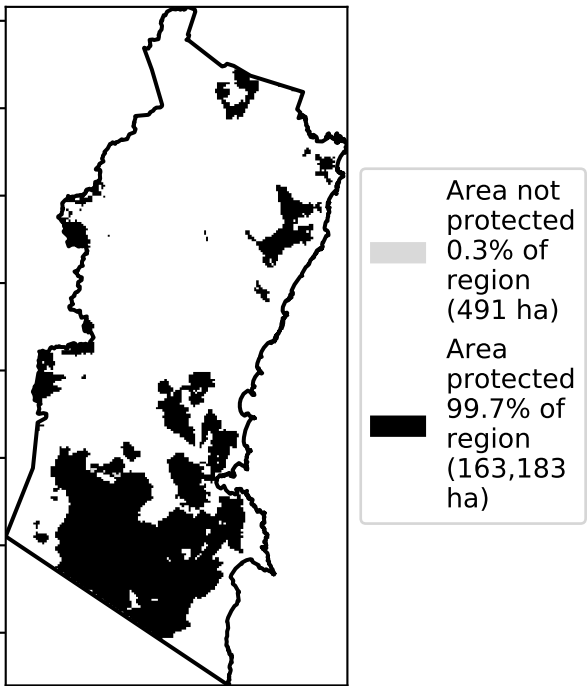 Area not
protected
0.3% of
region
(491 ha)
Area
protected
99.7% of
region
(163,183
ha)